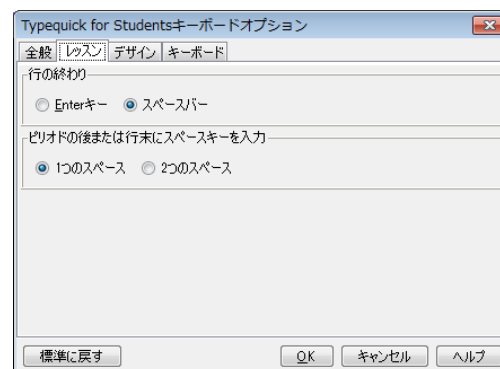 Typequick for Studentsキーボードオプション
全般 レッスン デザイン キーボード
行の終わり
Enterキー スペースバー
ピリオドの後または行末にスペースキーを入力
1つのスペース 2つのスペース
標準に戻す OK キャンセル ヘルプ